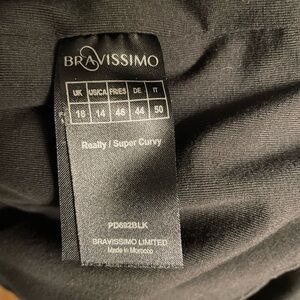 BRAVISSIMO
UK US/CA FR/ES DE IT
18 14 46 44 50
Really / Super Curvy
PD602BLK
BRAVISSIMO LIMITED
Made in Morocco